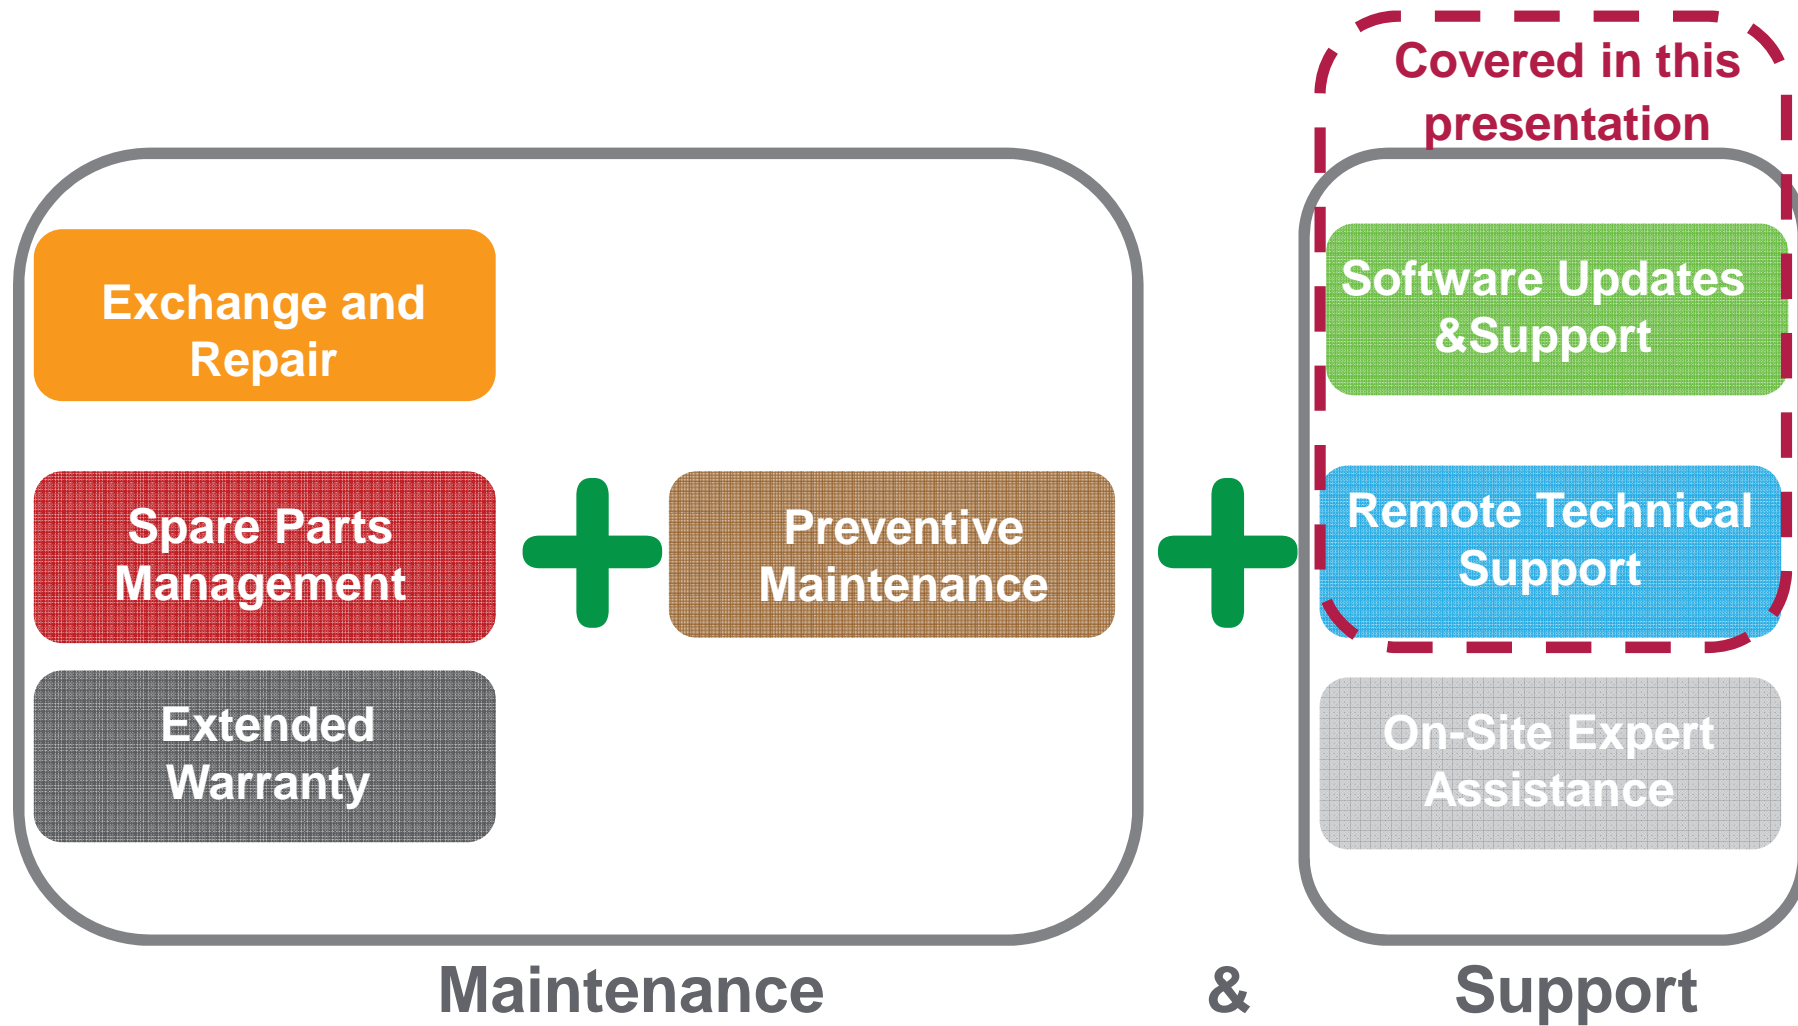 Covered in this
presentation
Exchange and
Repair
Spare Parts
Management
Extended
Warranty
Preventive
Maintenance
Software Updates
&Support
Remote Technical
Support
On-Site Expert
Assistance
Maintenance & Support